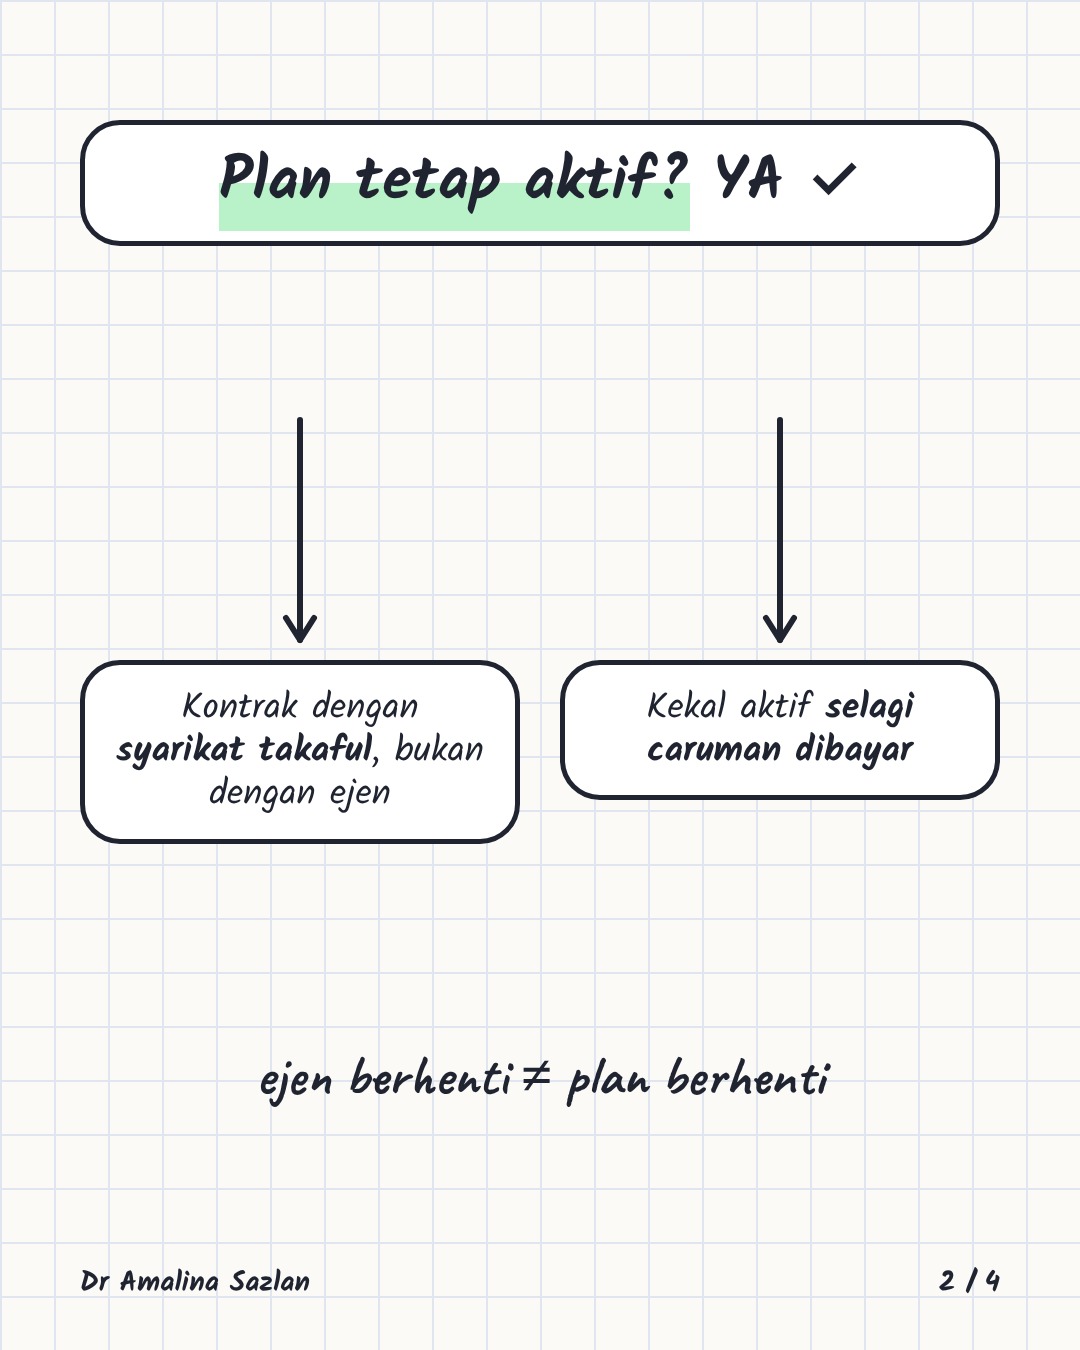 Plan tetap aktif? YA ✓
Kontrak dengan
syarikat takaful, bukan
dengan ejen
Kekal aktif selagi
caruman dibayar
ejen berhenti ≠ plan berhenti
Dr Amalina Sazlan
2 / 4